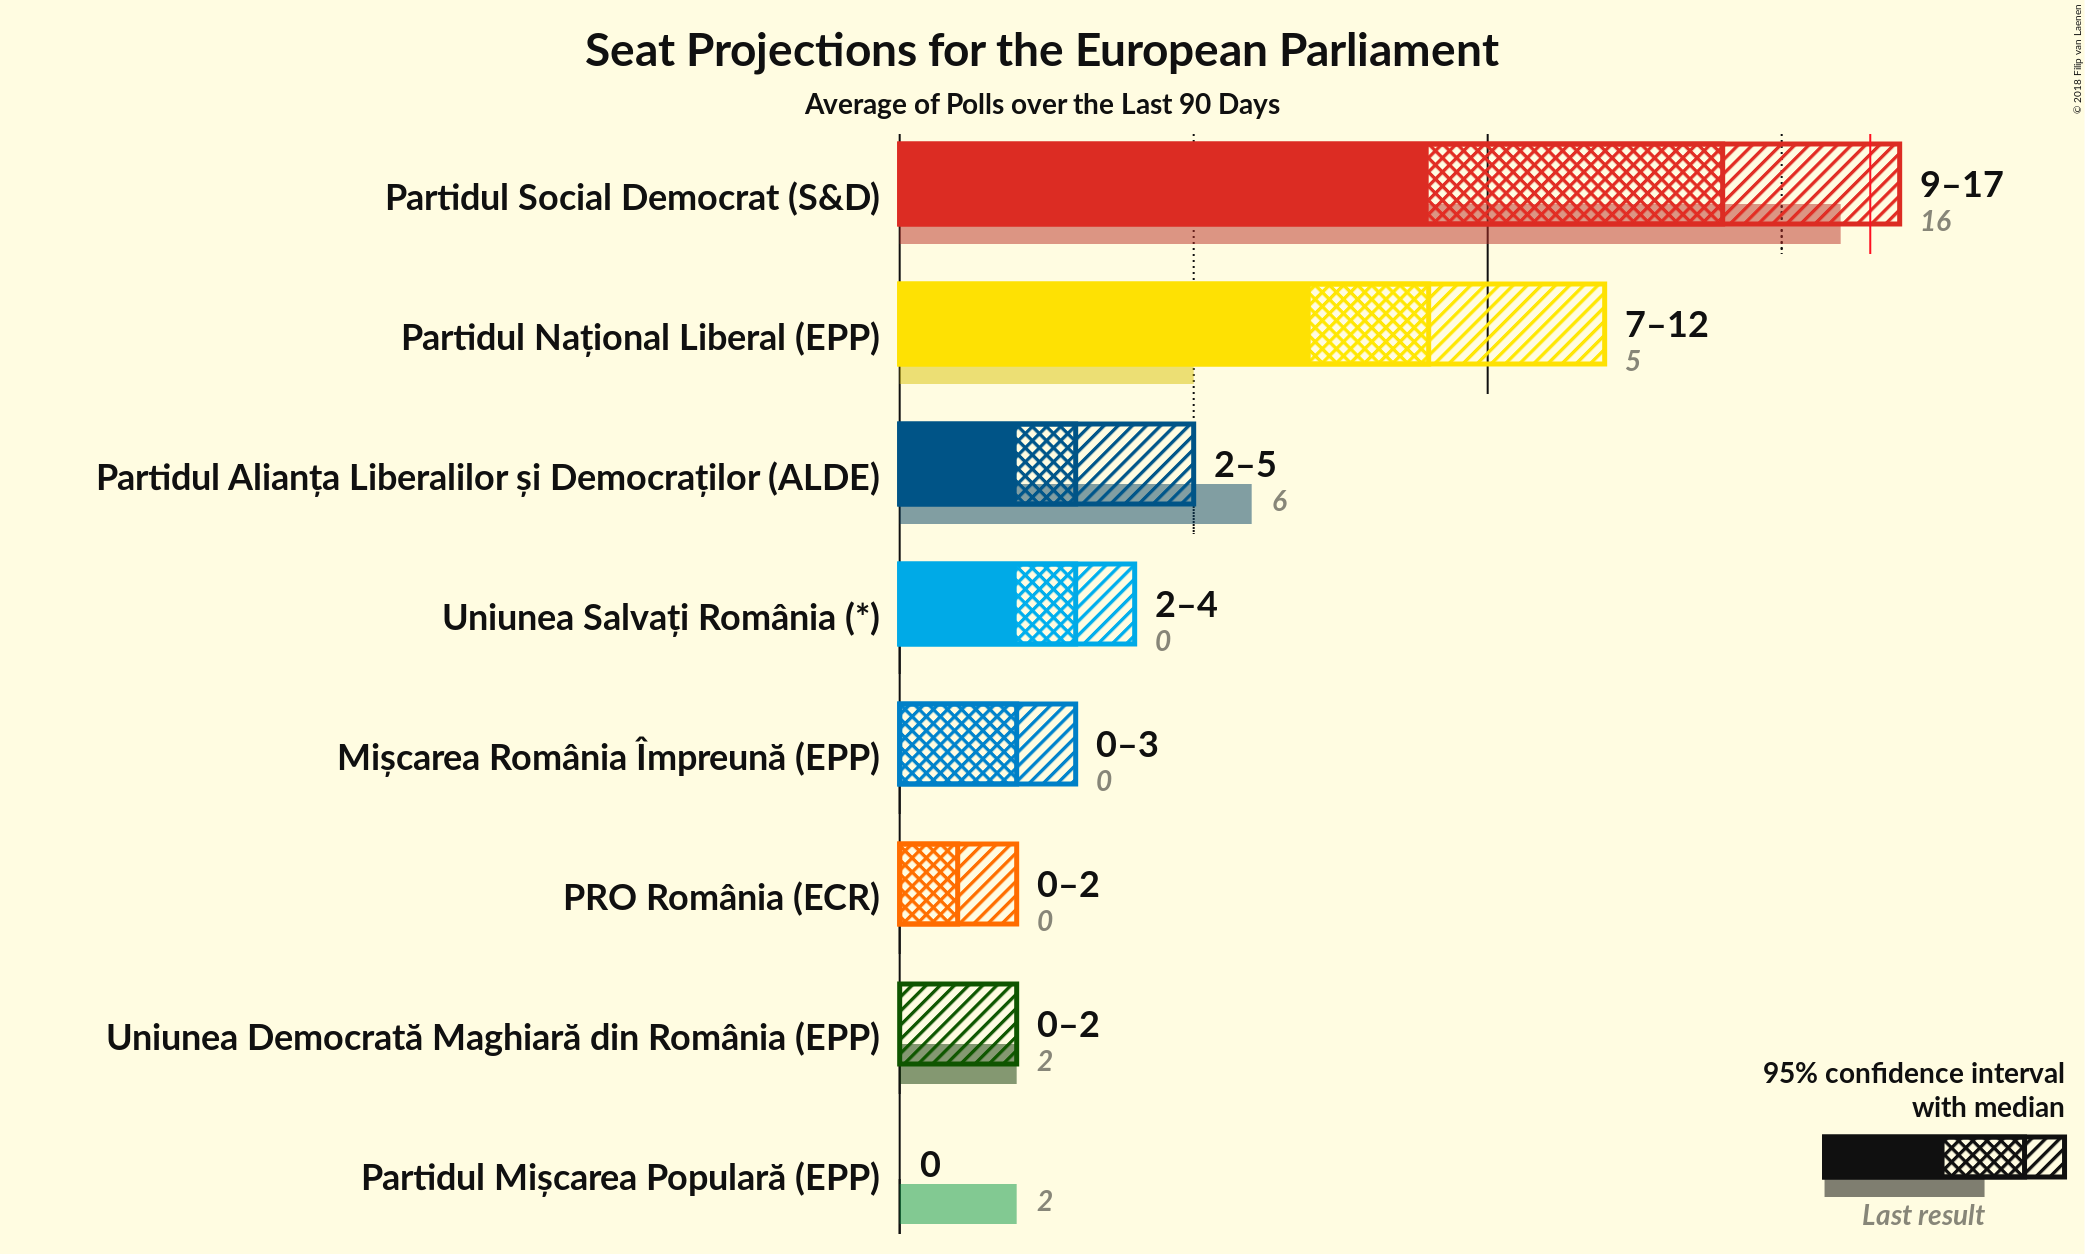 Seat Projections for the European Parliament
Average of Polls over the Last 90 Days
© 2018 Filip van Laenen
Partidul Social Democrat (S&D)
9–17
16
Partidul Național Liberal (EPP)
7–12
5
Partidul Alianța Liberalilor și Democraților (ALDE)
2–5
6
Uniunea Salvați România (*)
2–4
0
Mișcarea România Împreună (EPP)
0–3
0
PRO România (ECR)
0–2
0
Uniunea Democrată Maghiară din România (EPP)
0–2
2
Partidul Mișcarea Populară (EPP)
0
2
95% confidence interval
with median
Last result